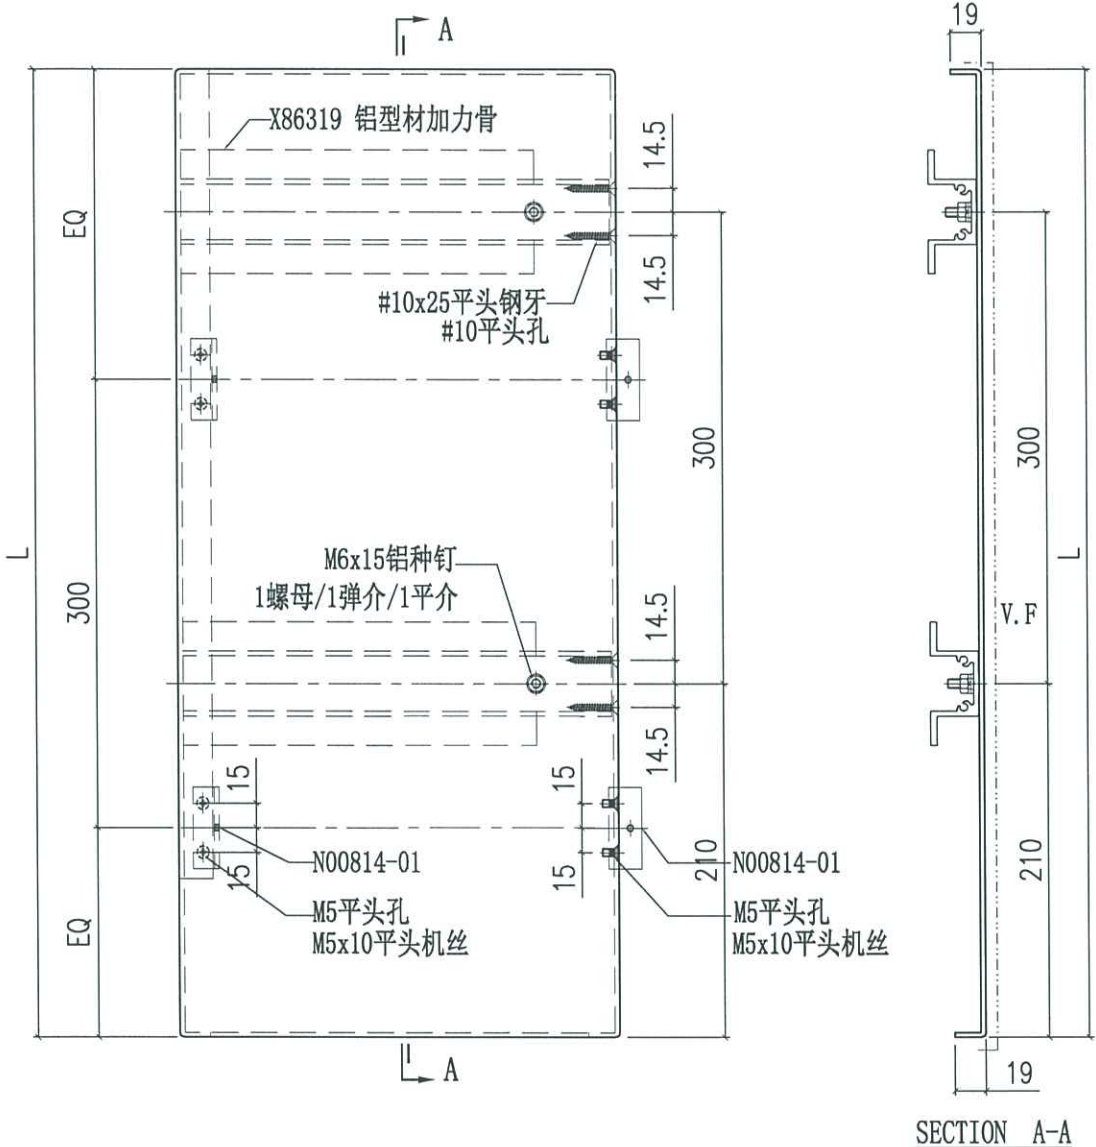 A
19
X86319 铝型材加力骨
14.5
EQ
14.5
#10x25平头钢牙
#10平头孔
300
300
L
M6x15铝种钉
1螺母/1弹介/1平介
L
300
14.5
V.F
14.5
15
15
210
210
N00814-01
N00814-01
15
15
EQ
M5平头孔
M5x10平头机丝
M5平头孔
M5x10平头机丝
A
19
SECTION A-A